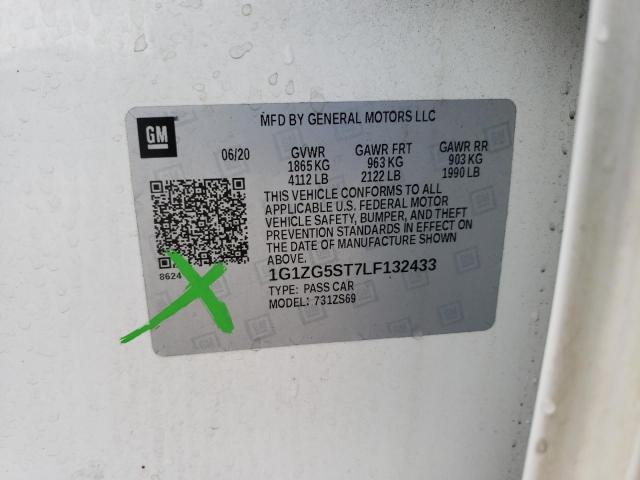 MFD BY GENERAL MOTORS LLC
GM
06/20 GVWR GAWR FRT GAWR RR
1865 KG 963 KG 903 KG
4112 LB 2122 LB 1990 LB
THIS VEHICLE CONFORMS TO ALL
APPLICABLE U.S. FEDERAL MOTOR
VEHICLE SAFETY, BUMPER, AND THEFT
PREVENTION STANDARDS IN EFFECT ON
THE DATE OF MANUFACTURE SHOWN
ABOVE.
8624
1G1ZG5ST7LF132433
TYPE: PASS CAR
MODEL: 731ZS69